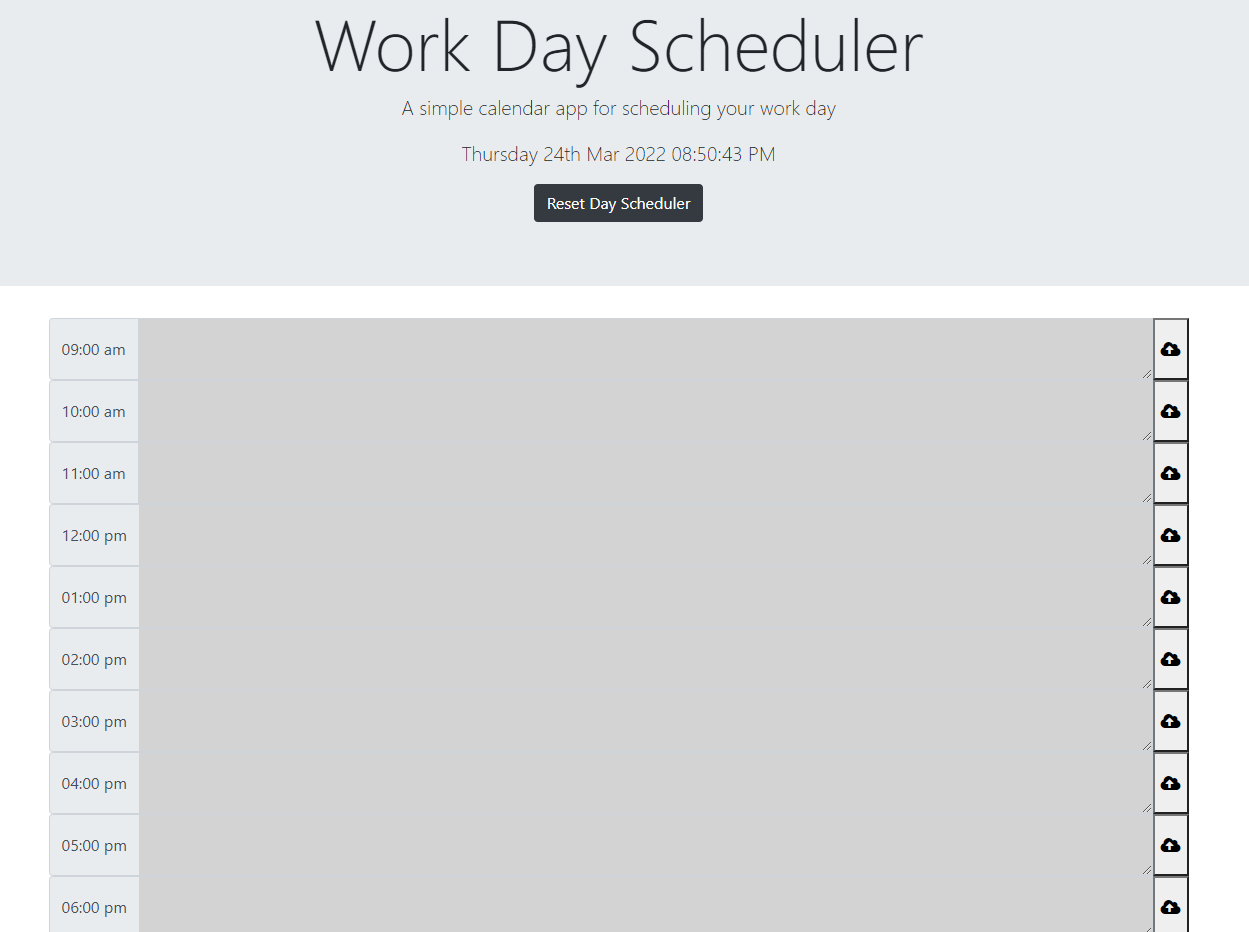 Work Day Scheduler
A simple calendar app for scheduling your work day
Thursday 24th Mar 2022 08:50:43 PM
Reset Day Scheduler
09:00 am
10:00 am
11:00 am
12:00 pm
01:00 pm
02:00 pm
03:00 pm
04:00 pm
05:00 pm
06:00 pm